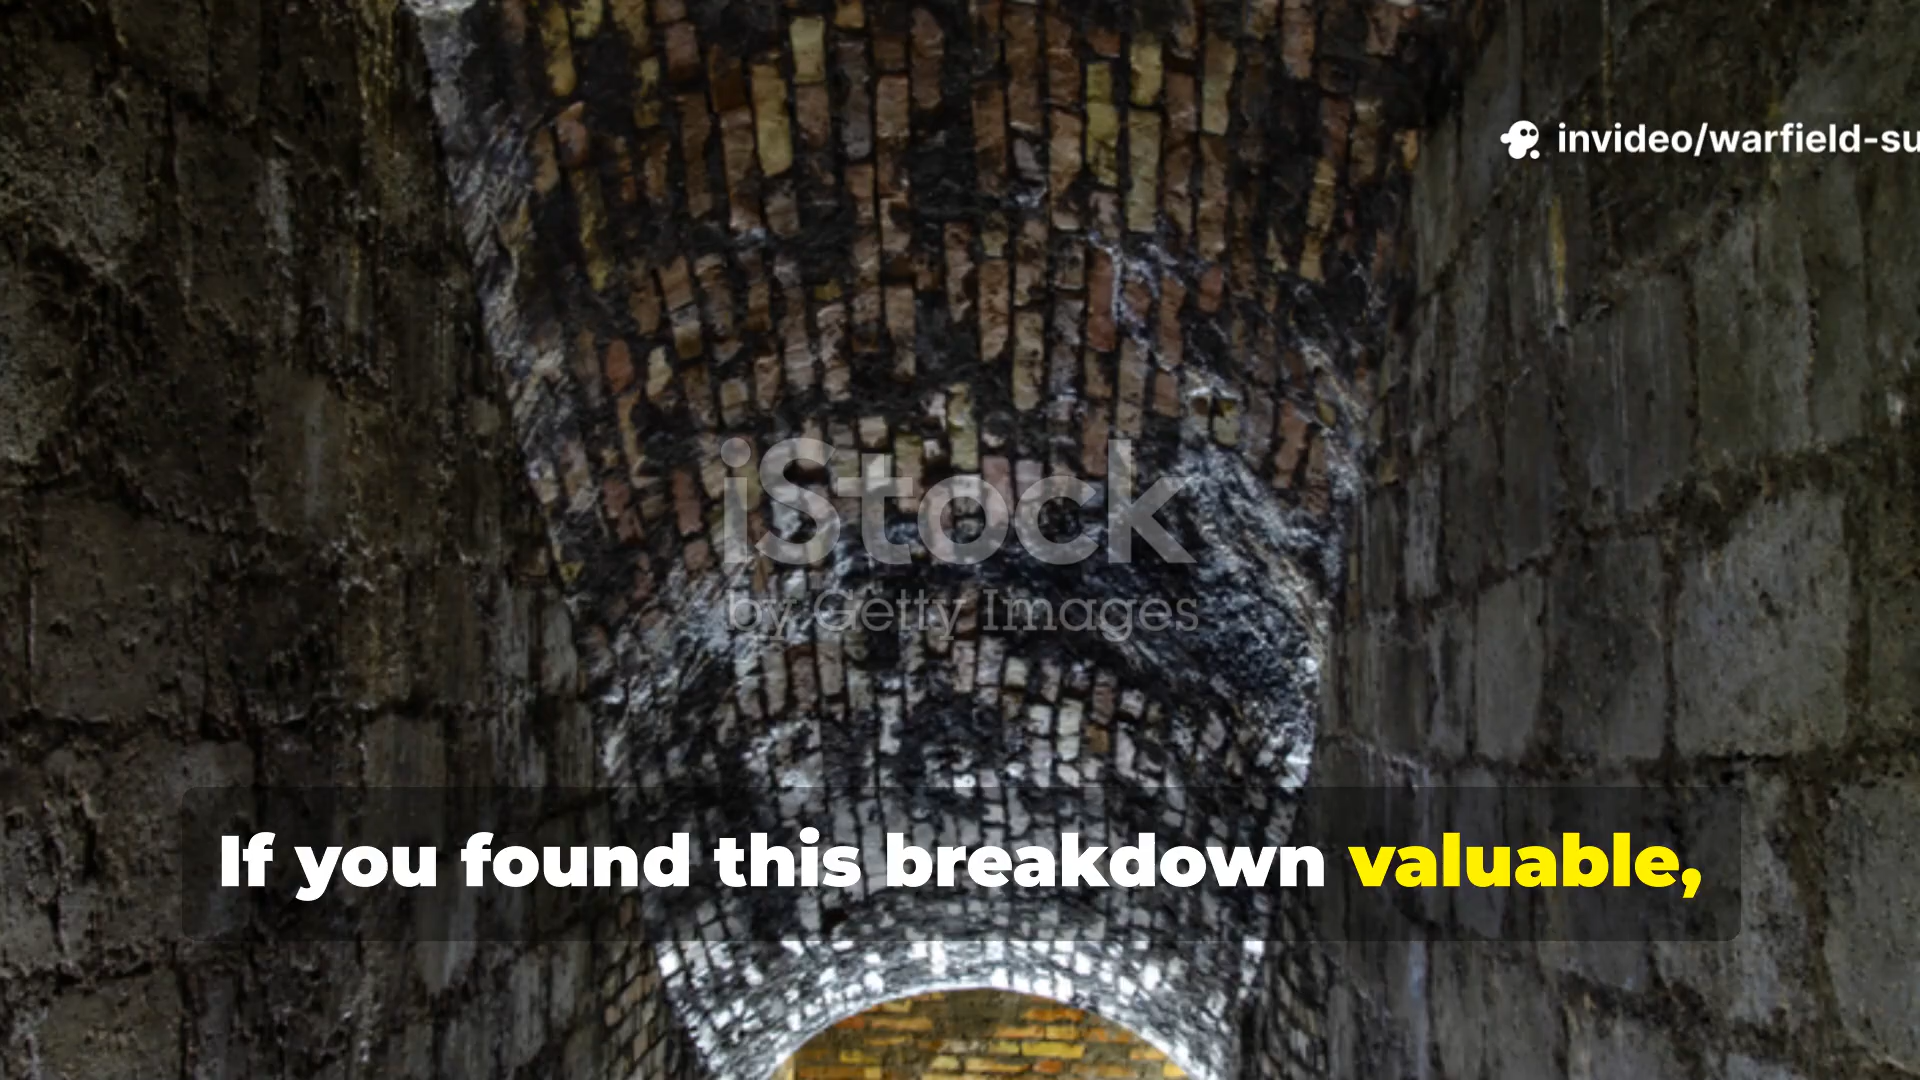 invideo/warfield-su
iStock
by Getty Images
If you found this breakdown valuable,